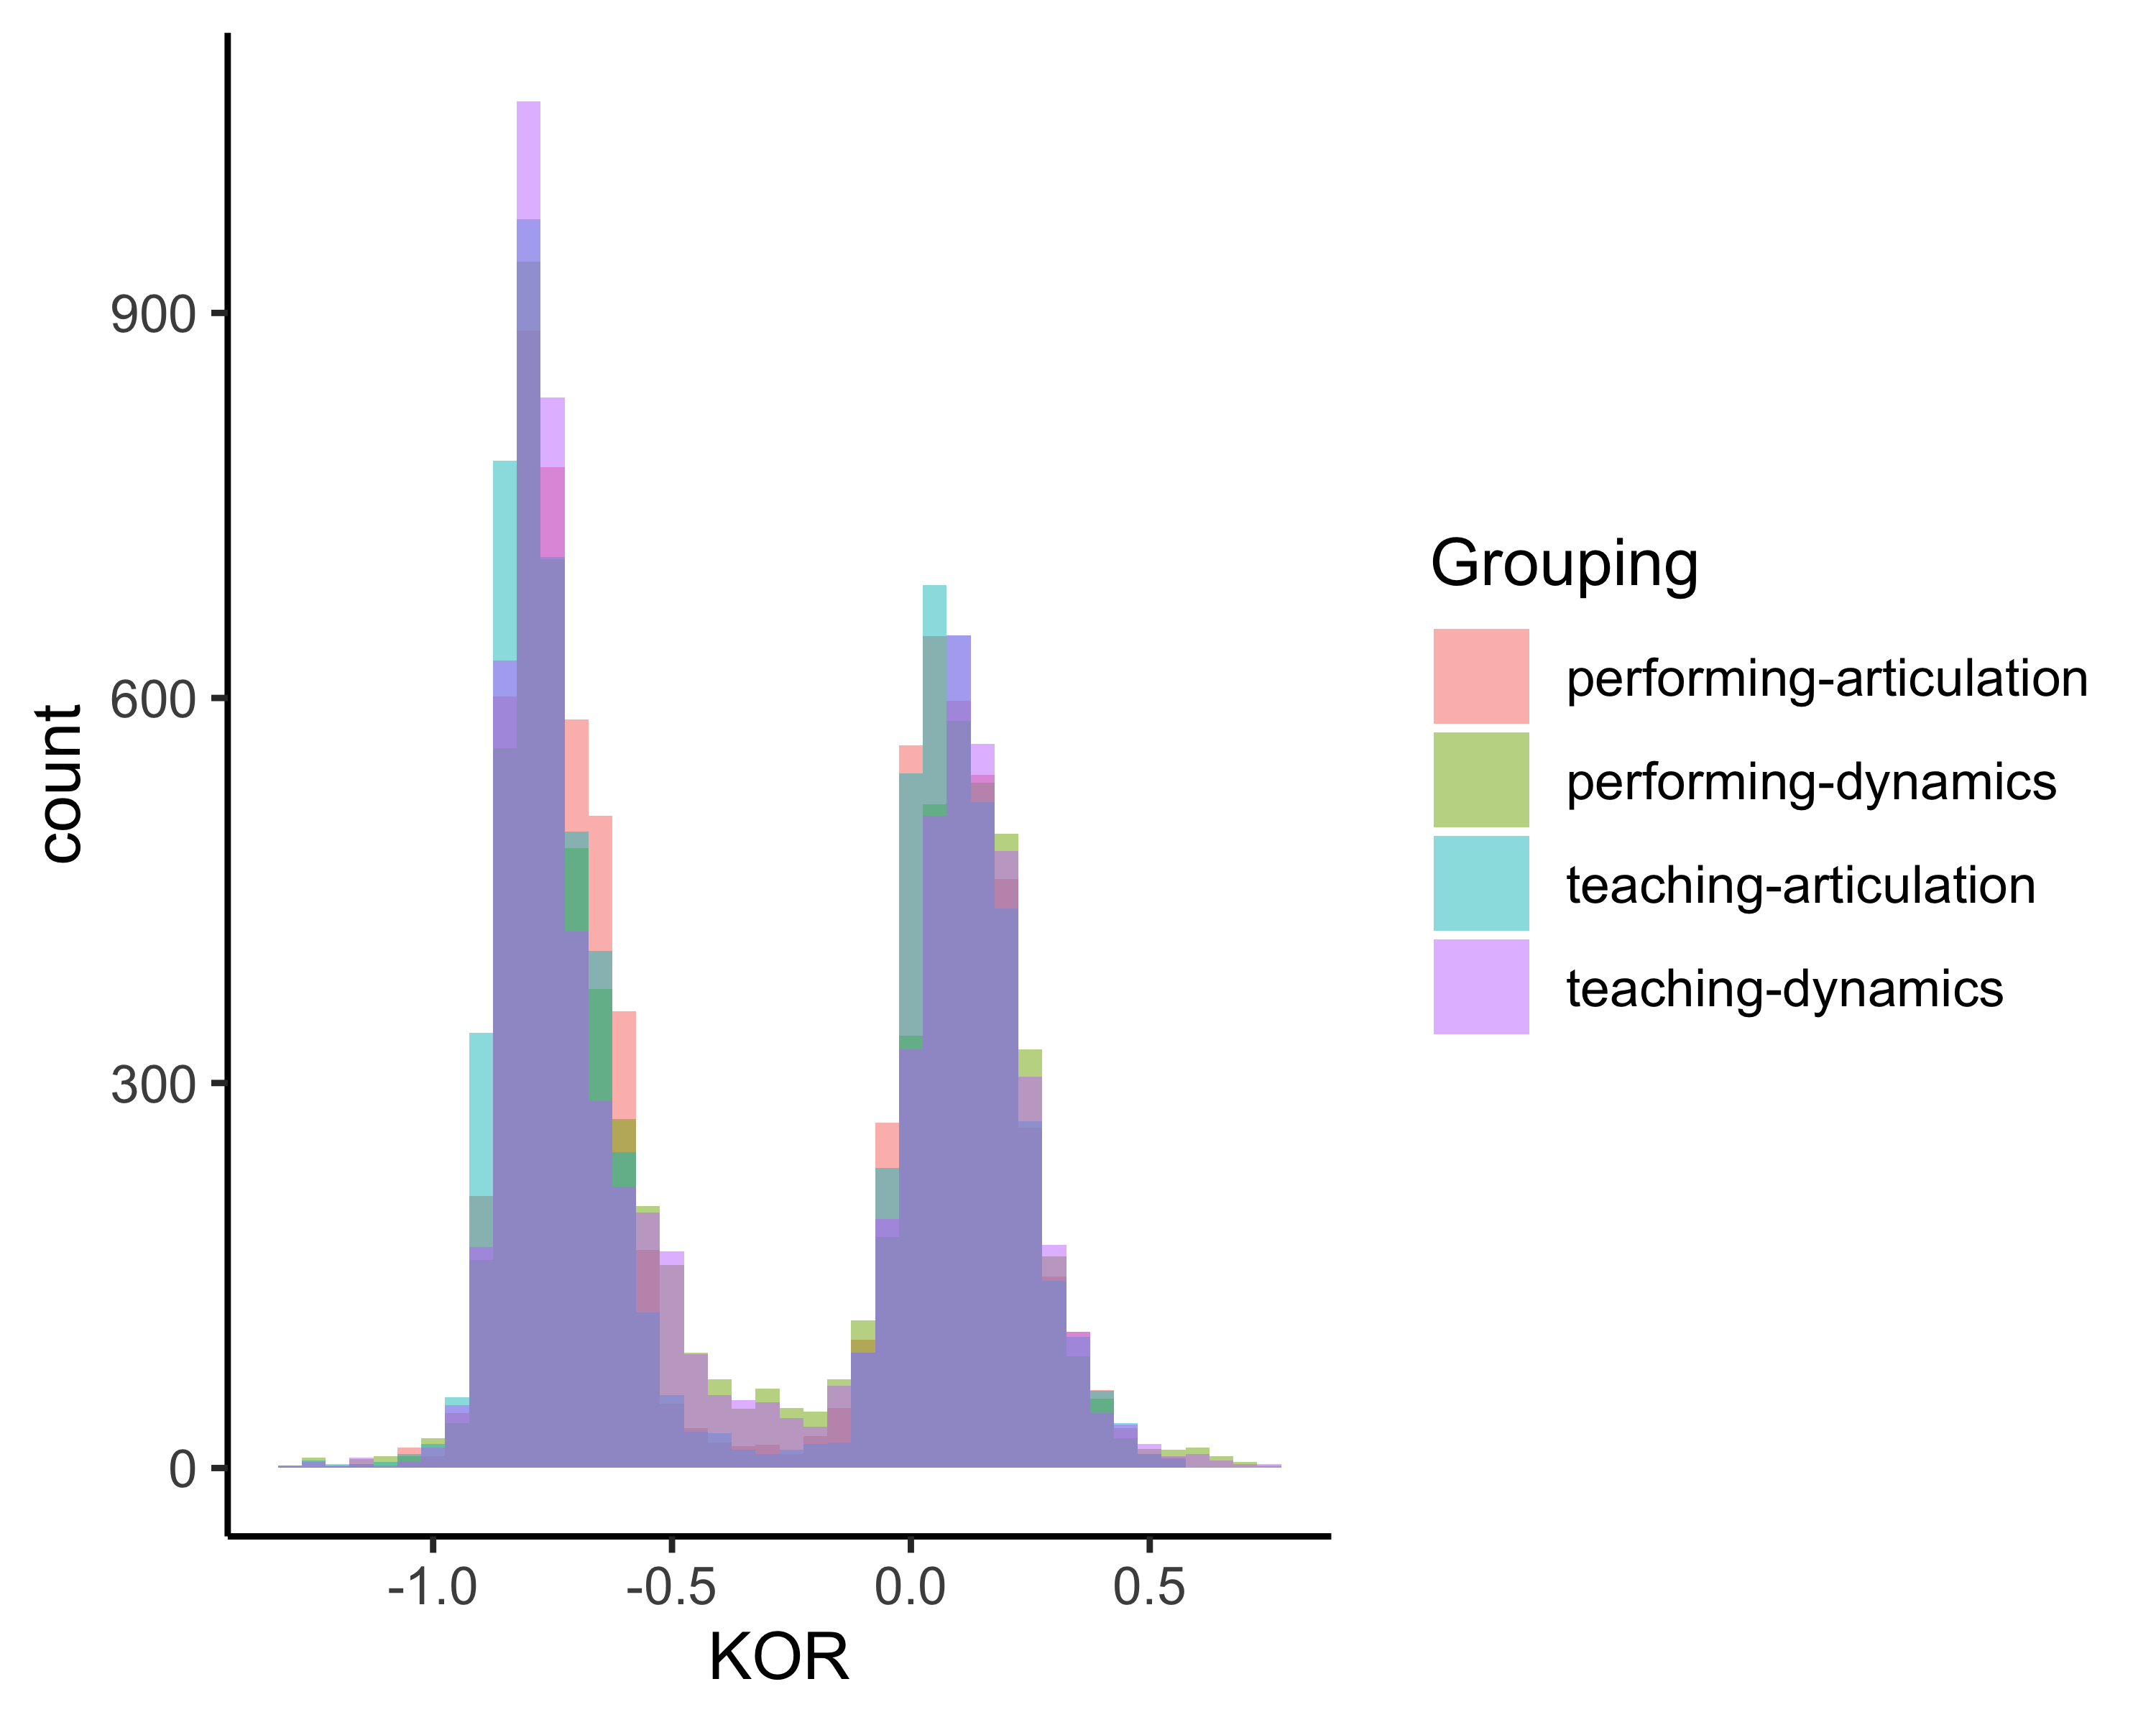 count
900
600
300
0
-1.0 -0.5 0.0 0.5
KOR
Grouping
performing-articulation
performing-dynamics
teaching-articulation
teaching-dynamics